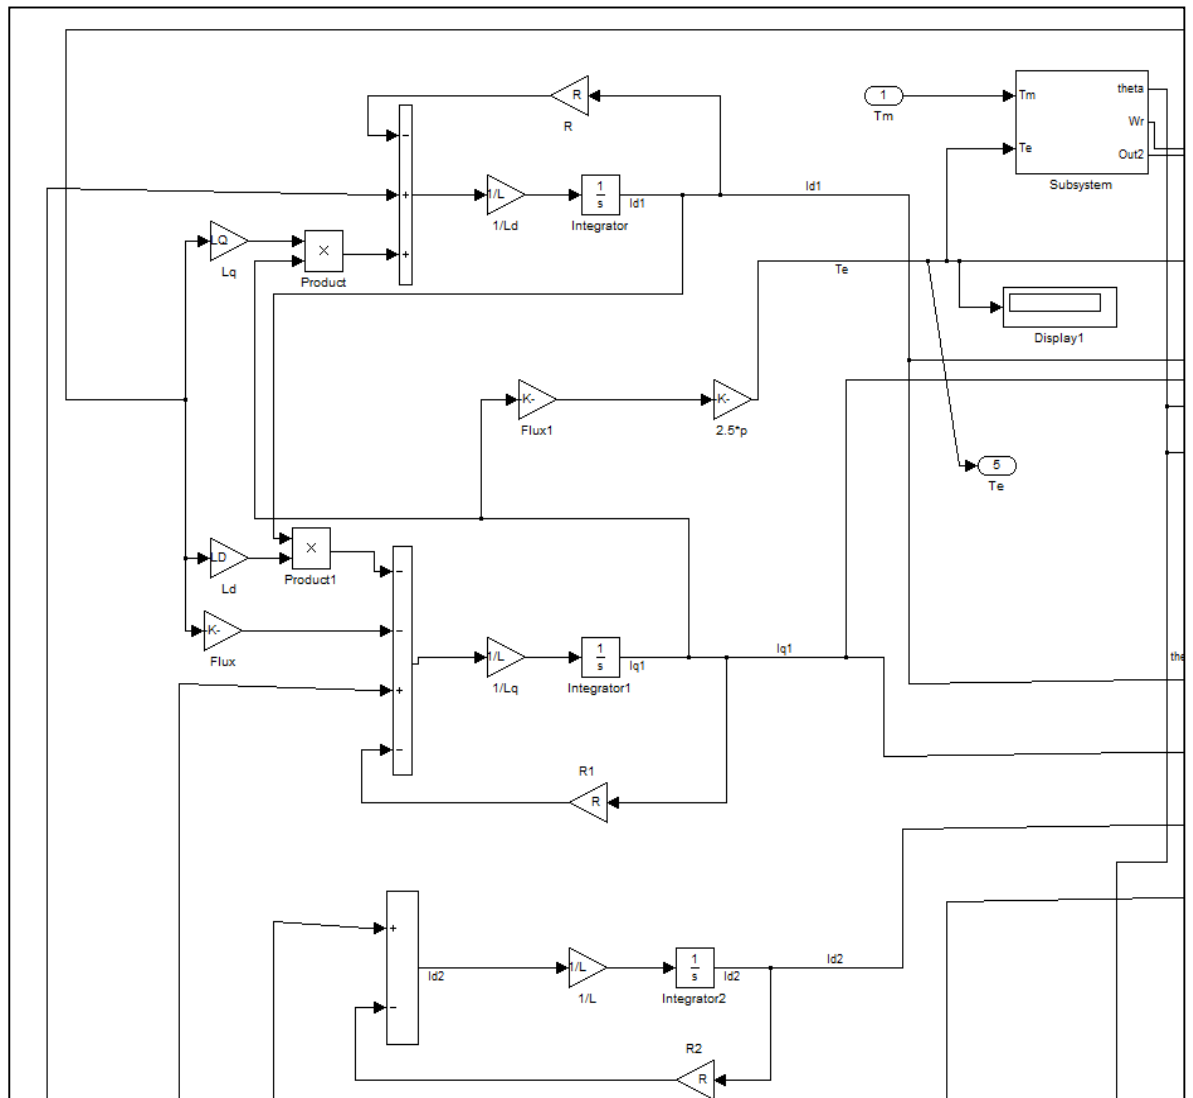 R
R
1
Tm
Tm
theta
Wr
Te
Out2
Subsystem
−
+
+
1/L
1/Ld
1
s
Id1
Integrator
Id1
LQ
Lq
×
Product
Te
Display1
K-
Flux1
K-
2.5*p
5
Te
LD
Ld
×
Product1
−
−
+
−
K-
Flux
1/L
1/Lq
1
s
Iq1
Integrator1
Iq1
the
R1
R
+
−
Id2
1/L
1/L
1
s
Id2
Integrator2
Id2
R2
R